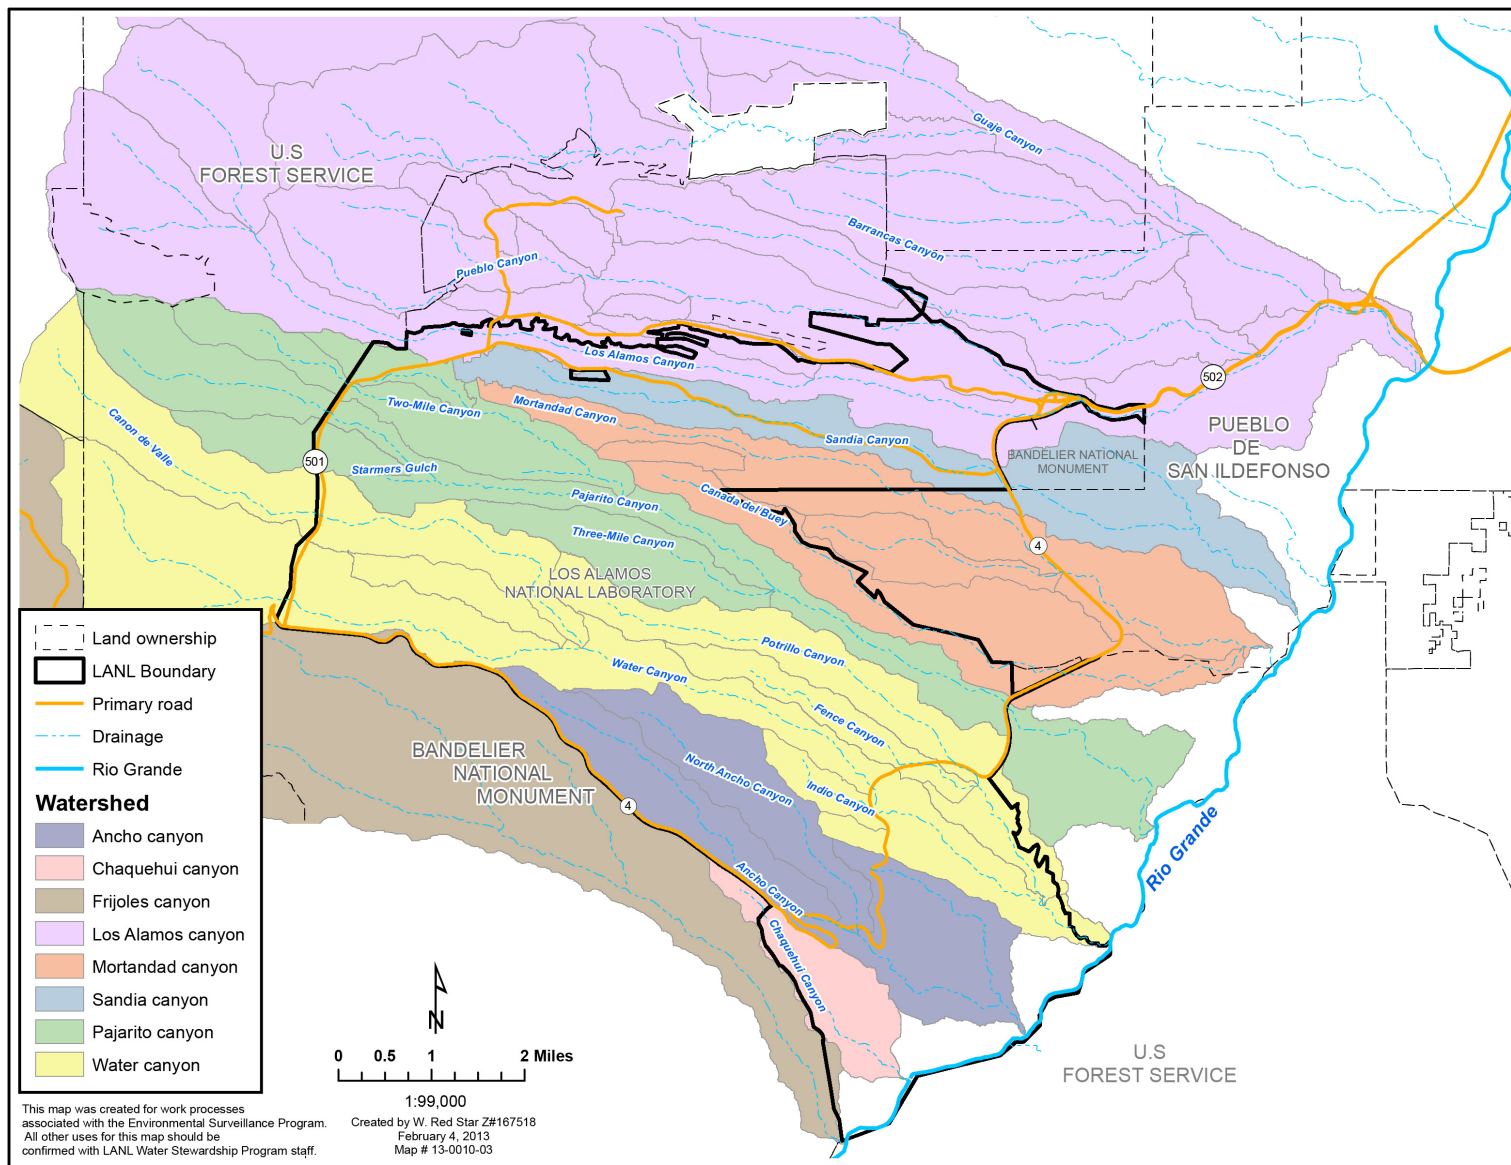 Guaje Canyon
U.S
FOREST SERVICE
Barrancas Canyon
Pueblo Canyon
Los Alamos Canyon
502
Two-Mile Canyon
Mortandad Canyon
Canon de Valle
Sandia Canyon
PUEBLO
DE
SAN ILDEFONSO
BANDELIER NATIONAL
MONUMENT
501
Starmers Gulch
Pajarito Canyon
Canada del Buey
Three-Mile Canyon
4
LOS ALAMOS
NATIONAL LABORATORY
Potrillo Canyon
Water Canyon
Fence Canyon
BANDELIER
NATIONAL
MONUMENT
North Ancho Canyon
Indio Canyon
4
Rio Grande
Ancho Canyon
Chaquehui Canyon
U.S
FOREST SERVICE
Land ownership
LANL Boundary
Primary road
Drainage
Rio Grande
Watershed
Ancho canyon
Chaquehui canyon
Frijoles canyon
Los Alamos canyon
Mortandad canyon
Sandia canyon
Pajarito canyon
Water canyon
N
0 0.5 1 2 Miles
1:99,000
Created by W. Red Star Z#167518
February 4, 2013
Map # 13-0010-03
This map was created for work processes
associated with the Environmental Surveillance Program.
All other uses for this map should be
confirmed with LANL Water Stewardship Program staff.